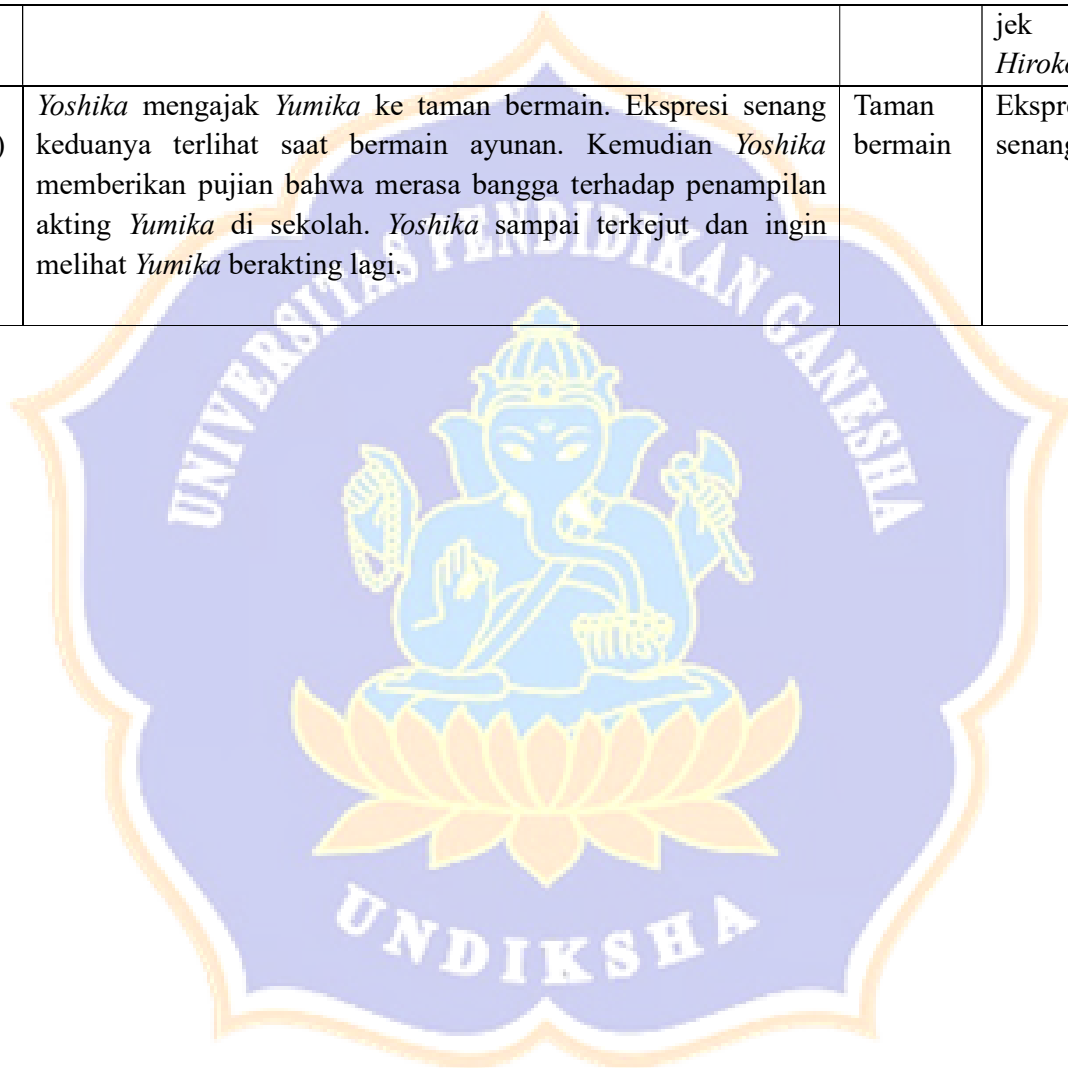 jek
Yoshika mengajak Yumika ke taman bermain. Ekspresi senang
keduanya terlihat saat bermain ayunan. Kemudian Yoshika
memberikan pujian bahwa merasa bangga terhadap penampilan
akting Yumika di sekolah. Yoshika sampai terkejut dan ingin
melihat Yumika berakting lagi.
Taman
bermain
senang
)
UNIVERSITAS PENDIDIKAN GANESHA
UNDIKSHA